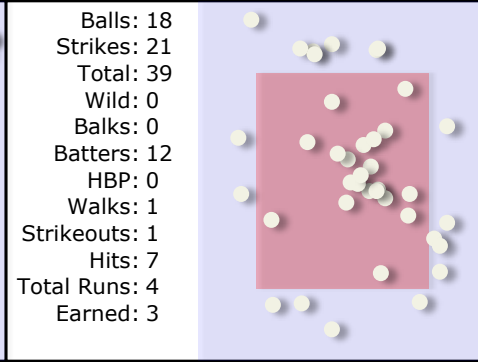 Balls: 18
Strikes: 21
Total: 39
Wild: 0
Balks: 0
Batters: 12
HBP: 0
Walks: 1
Strikeouts: 1
Hits: 7
Total Runs: 4
Earned: 3